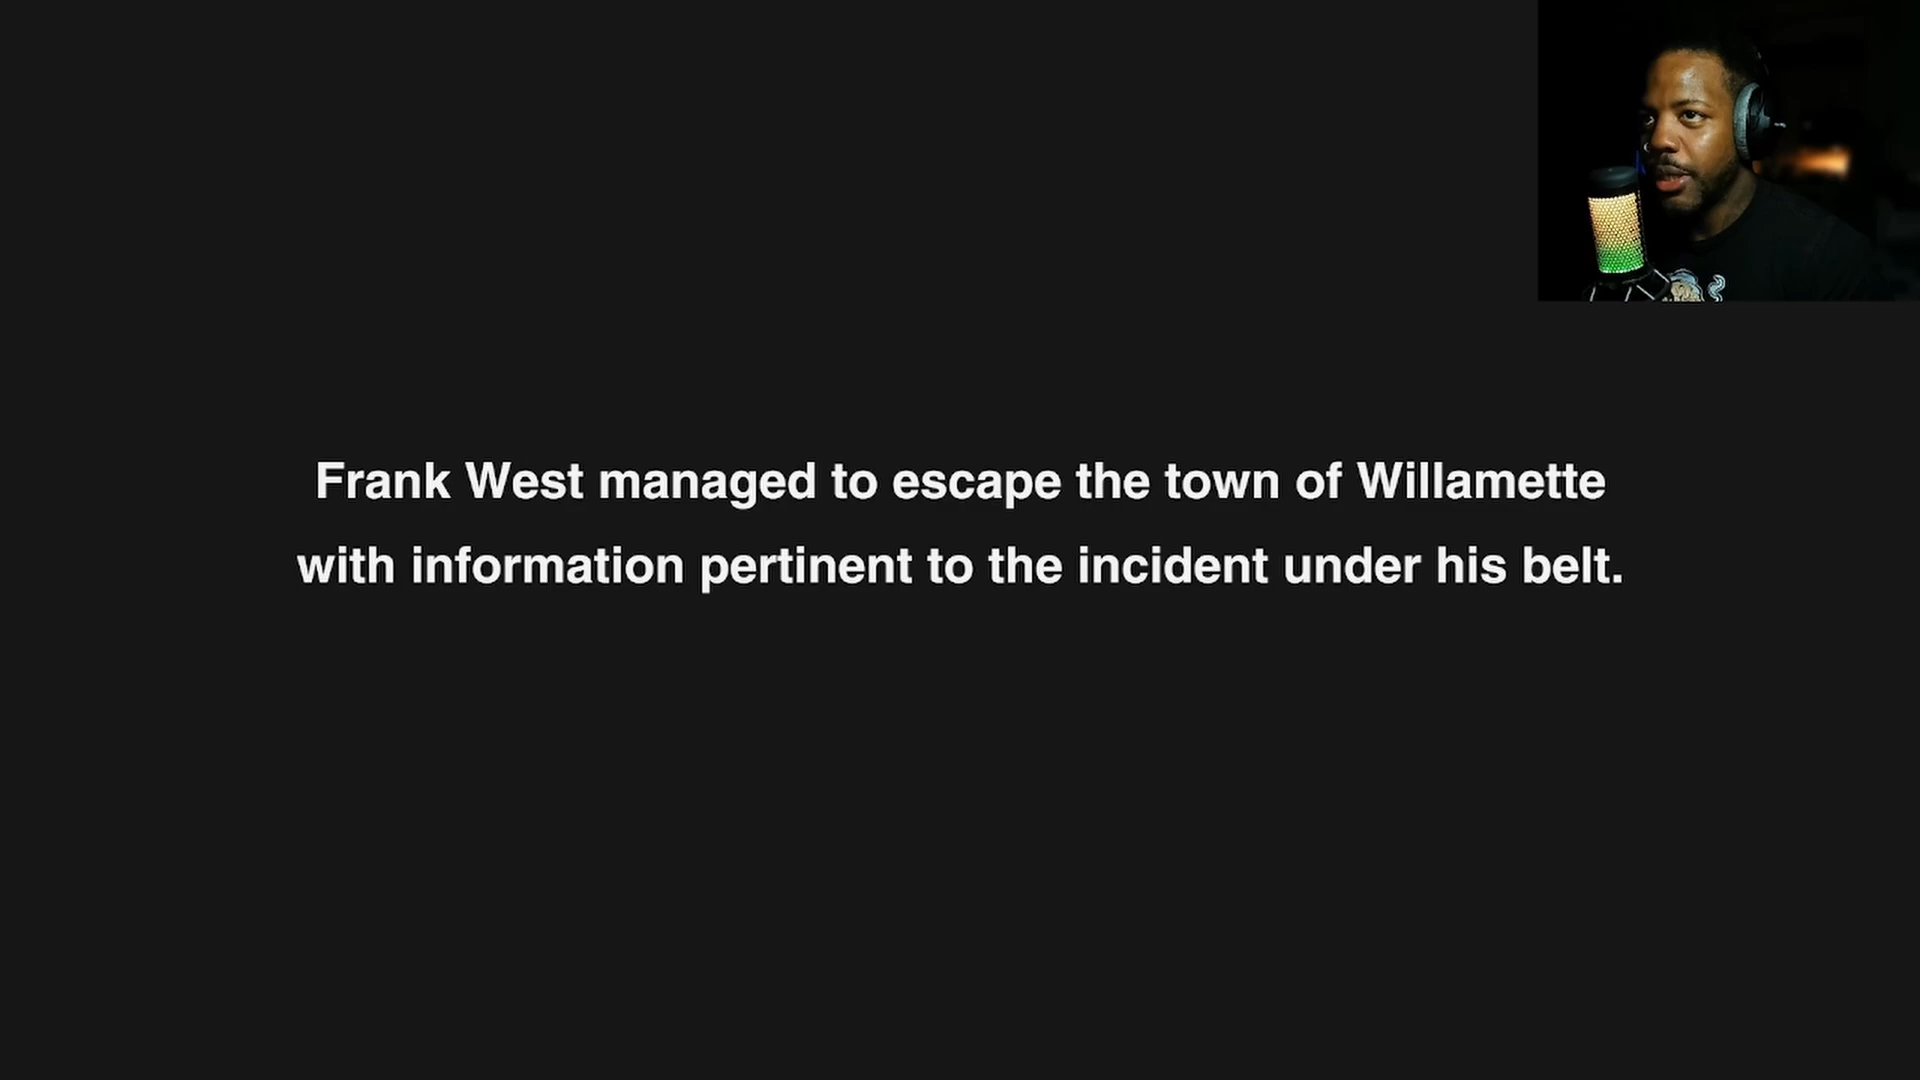 Frank West managed to escape the town of Willamette
with information pertinent to the incident under his belt.